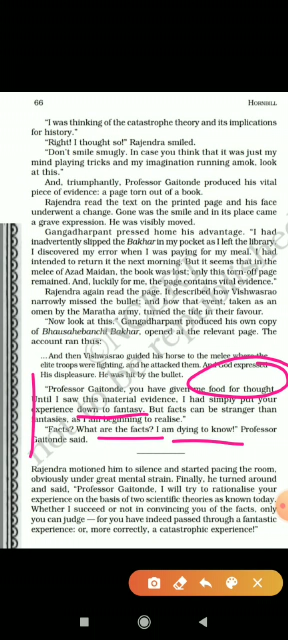 66
HORNBILL
"I was thinking of the catastrophe theory and its implications
for history."
"Right! I thought so!" Rajendra smiled.
"Don't smile smugly. In case you think that it was just my
mind playing tricks and my imagination running amok, look
at this."
And, triumphantly, Professor Gaitonde produced his vital
piece of evidence: a page torn out of a book.
Rajendra read the text on the printed page and his face
underwent a change. Gone was the smile and in its place came
a grave expression. He was visibly moved.
Gangadharpant pressed home his advantage. "I had
inadvertently slipped the Bakhar in my pocket as I left the library.
I discovered my error when I was paying for my meal. I had
intended to return it the next morning. But it seems that in the
melee of Azad Maidan, the book was lost; only this torn-off page
remained. And, luckily for me, the page contains vital evidence."
Rajendra again read the page. It described how Vishwasrao
narrowly missed the bullet; and how that event, taken as an
omen by the Maratha army, turned the tide in their favour.
"Now look at this." Gangadharpant produced his own copy
of Bhausahebanchi Bakhar, opened at the relevant page. The
account ran thus:
...And then Vishwasrao guided his horse to the melee where the
elite troops were fighting, and he attacked them. And God expressed
His displeasure. He was hit by the bullet.
"Professor Gaitonde, you have given me food for thought.
Until I saw this material evidence, I had simply put your
experience down to fantasy. But facts can be stranger than
fantasies, as I am beginning to realise."
"Facts? What are the facts? I am dying to know!" Professor
Gaitonde said.
Rajendra motioned him to silence and started pacing the room,
obviously under great mental strain. Finally, he turned around
and said, "Professor Gaitonde, I will try to rationalise your
experience on the basis of two scientific theories as known today.
Whether I succeed or not in convincing you of the facts, only
you can judge — for you have indeed passed through a fantastic
experience: or, more correctly, a catastrophic experience!"